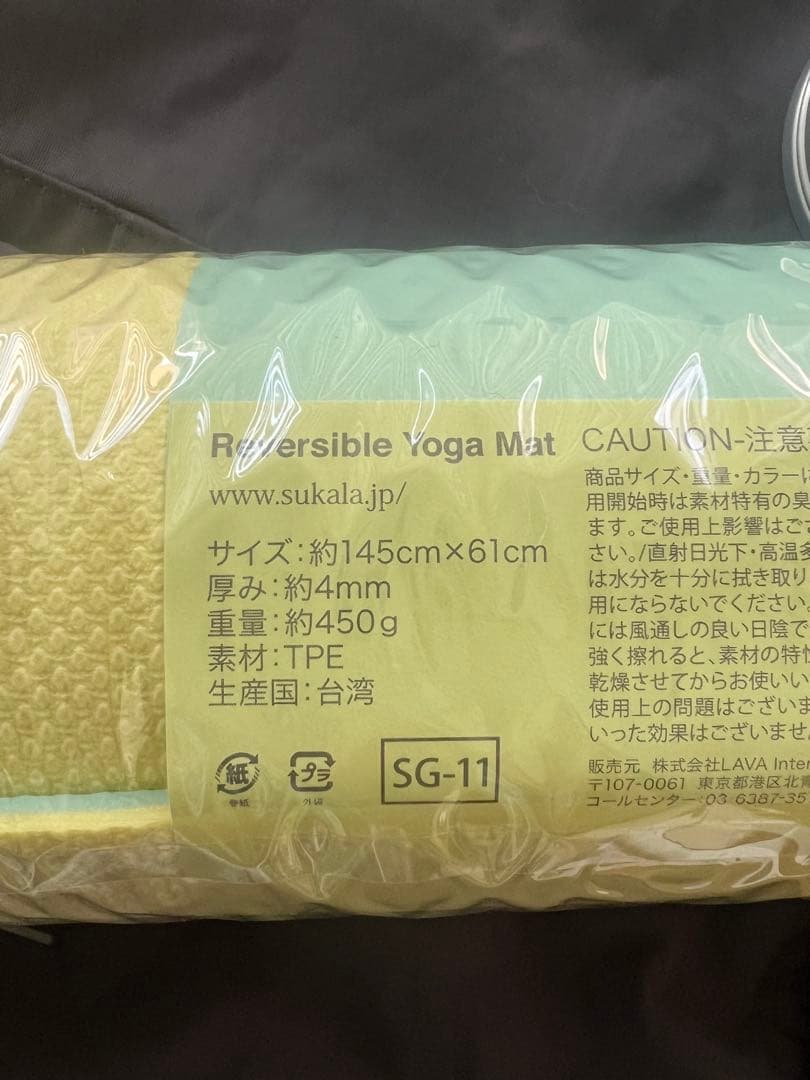 Reversible Yoga Mat
www.sukala.jp/
サイズ:約145cm×61cm
厚み:約4mm
重量:約450g
素材:TPE
生産国:台湾
紙
巻紙
プラ
外袋
SG-11
CAUTION-注意
商品サイズ・重量・カラーに
用開始時は素材特有の臭
ます。ご使用上影響はござ
さい。/直射日光下・高温多
は水分を十分に拭き取り
用にならないでください。
には風通しの良い日陰で
強く擦れると、素材の特性
乾燥させてからお使いい
使用上の問題はございま
いった効果はございません
販売元 株式会社LAVA Inter
〒107-0061 東京都港区北青
コールセンター:03 6387-35